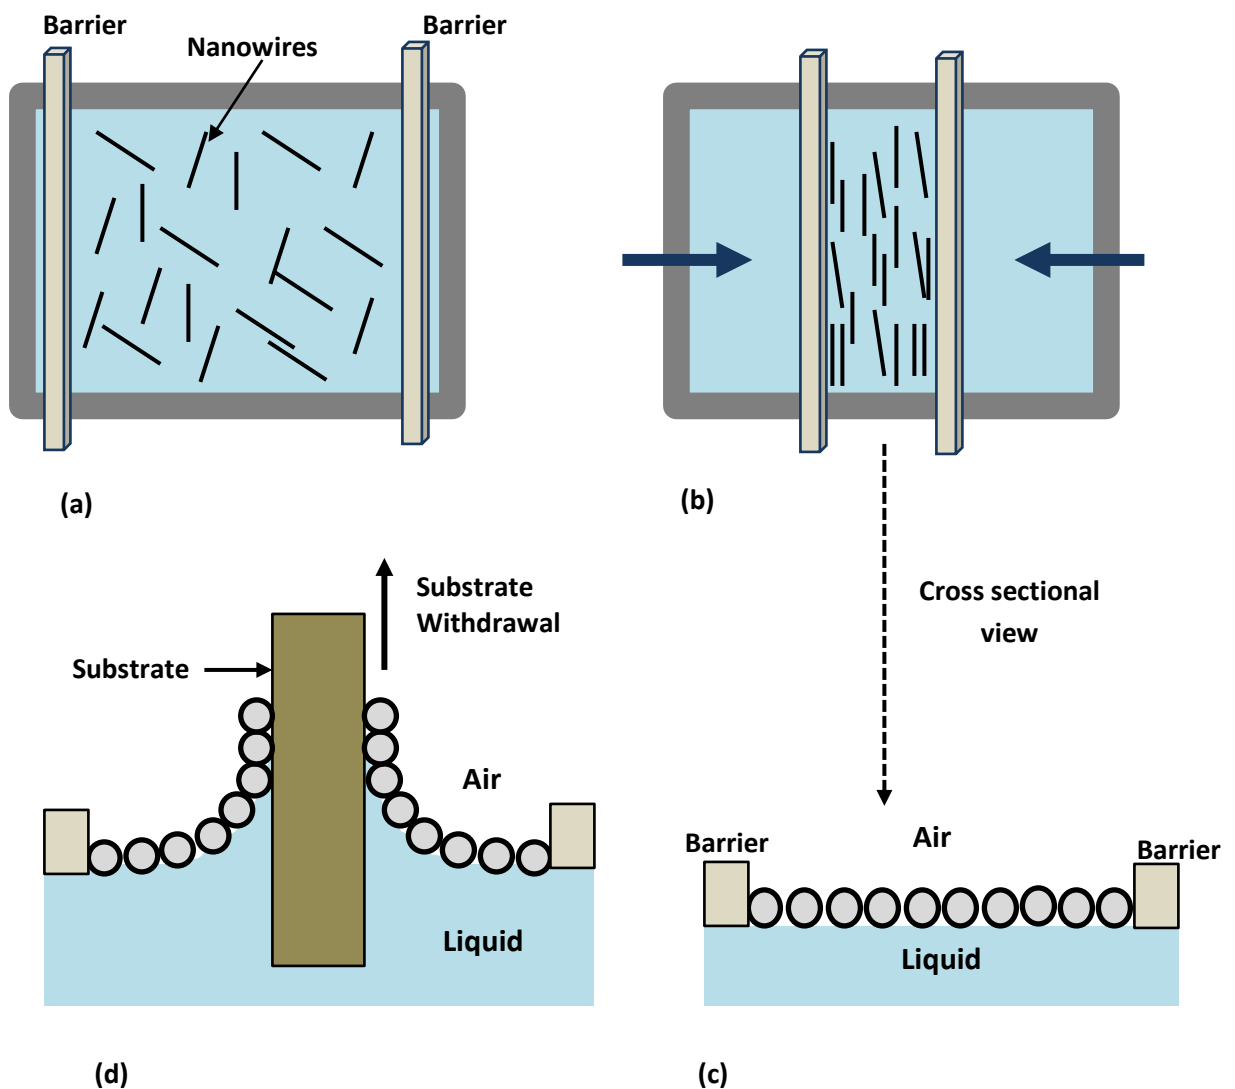 Barrier
Barrier
Nanowires
(a)
(b)
Substrate
Withdrawal
Cross sectional
view
Substrate
Air
Liquid
(d)
Air
Barrier
Barrier
Liquid
(c)